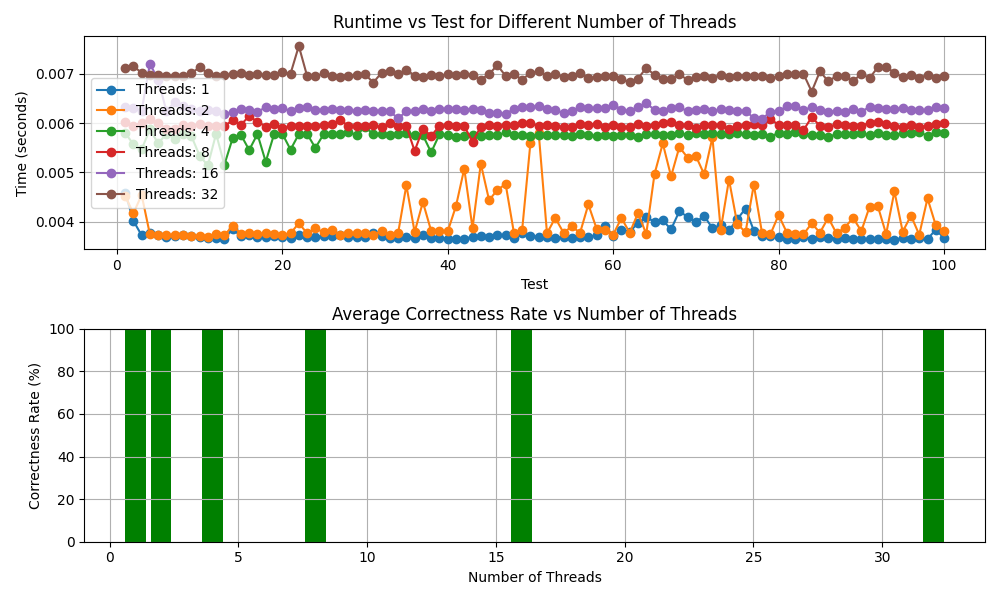 Runtime vs Test for Different Number of Threads
Time (seconds)
0.007
0.006
0.005
0.004
Threads: 1
Threads: 2
Threads: 4
Threads: 8
Threads: 16
Threads: 32
0 20 40 60 80 100
Test
Average Correctness Rate vs Number of Threads
Correctness Rate (%)
100
80
60
40
20
0
0 5 10 15 20 25 30
Number of Threads